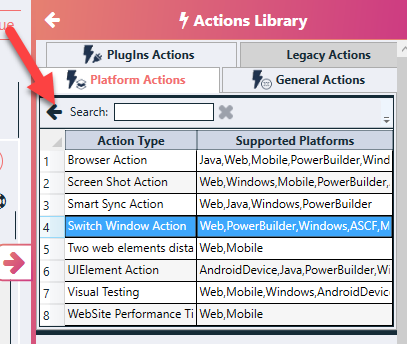 ue
Actions Library
PlugIns Actions Legacy Actions
Platform Actions General Actions
Search:
Action Type Supported Platforms
1 Browser Action Java,Web,Mobile,PowerBuilder,Wind
2 Screen Shot Action Web,Windows,Mobile,PowerBuilder,
3 Smart Sync Action Web,Java,Windows,PowerBuilder
4 Switch Window Action Web,PowerBuilder,Windows,ASCF,M
5 Two web elements dista Web,Mobile
6 UIElement Action AndroidDevice,Java,PowerBuilder,Wi
7 Visual Testing Web,Mobile,Windows,AndroidDevice
8 WebSite Performance Ti Web,Mobile